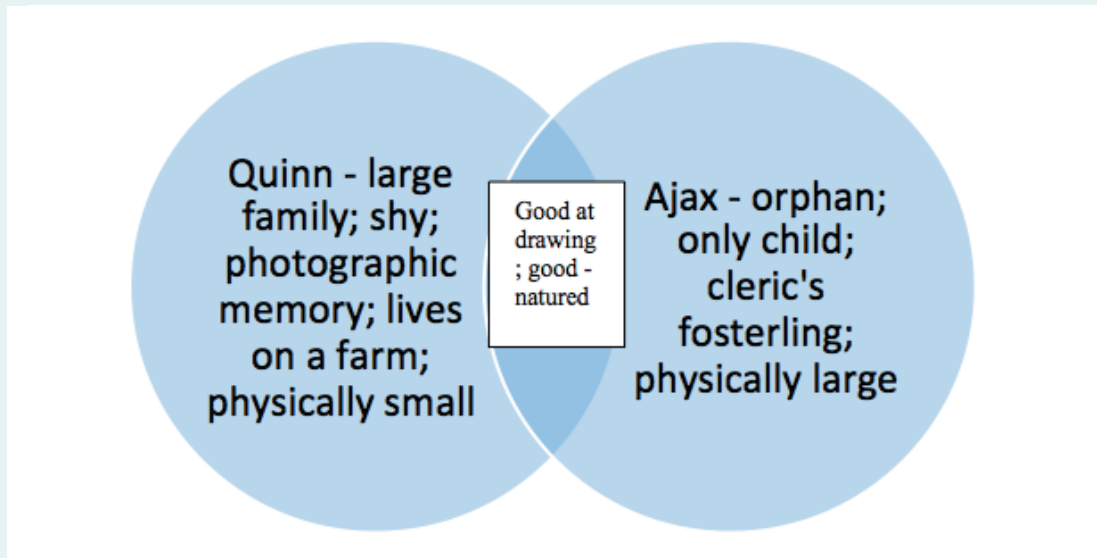 Quinn - large
family; shy;
photographic
memory; lives
on a farm;
physically small
Good at
drawing
; good -
natured
Ajax - orphan;
only child;
cleric's
fosterling;
physically large